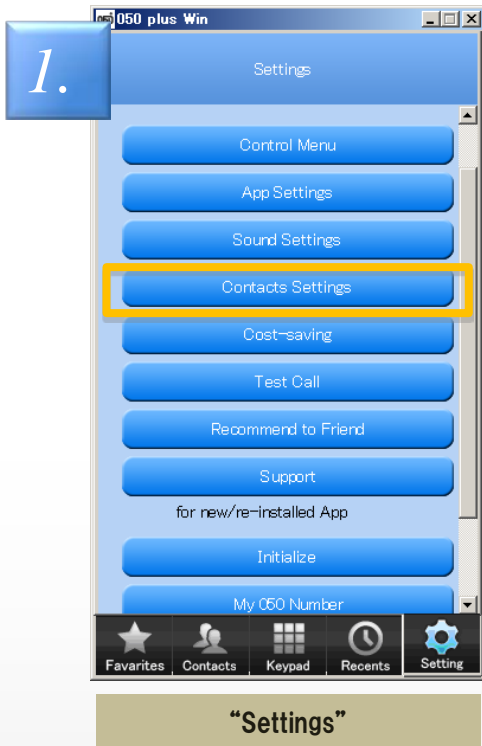 050 050 plus Win
1.
Settings
Control Menu
App Settings
Sound Settings
Contacts Settings
Cost-saving
Test Call
Recommend to Friend
Support
for new/re-installed App
Initialize
My 050 Number
Favarites Contacts Keypad Recents Setting
“Settings”